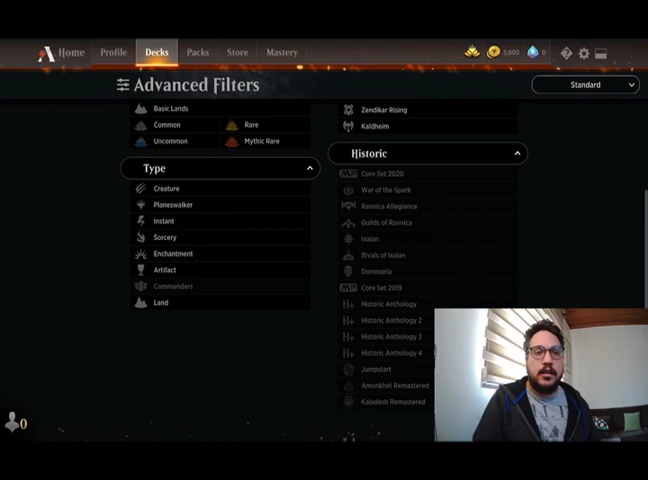 Home Profile Decks Packs Store Mastery 5,600 0
Advanced Filters Standard
Basic Lands
Common Rare
Uncommon Mythic Rare
Type
Creature
Planeswalker
Instant
Sorcery
Enchantment
Artifact
Commanders
Land
Zendikar Rising
Kaldheim
Historic
Core Set 2020
War of the Spark
Ravnica Allegiance
Guilds of Ravnica
Ixalan
Rivals of Ixalan
Dominaria
Core Set 2019
Historic Anthology
Historic Anthology 2
Historic Anthology 3
Historic Anthology 4
Jumpstart
Amonkhet Remastered
Kaladesh Remastered
0